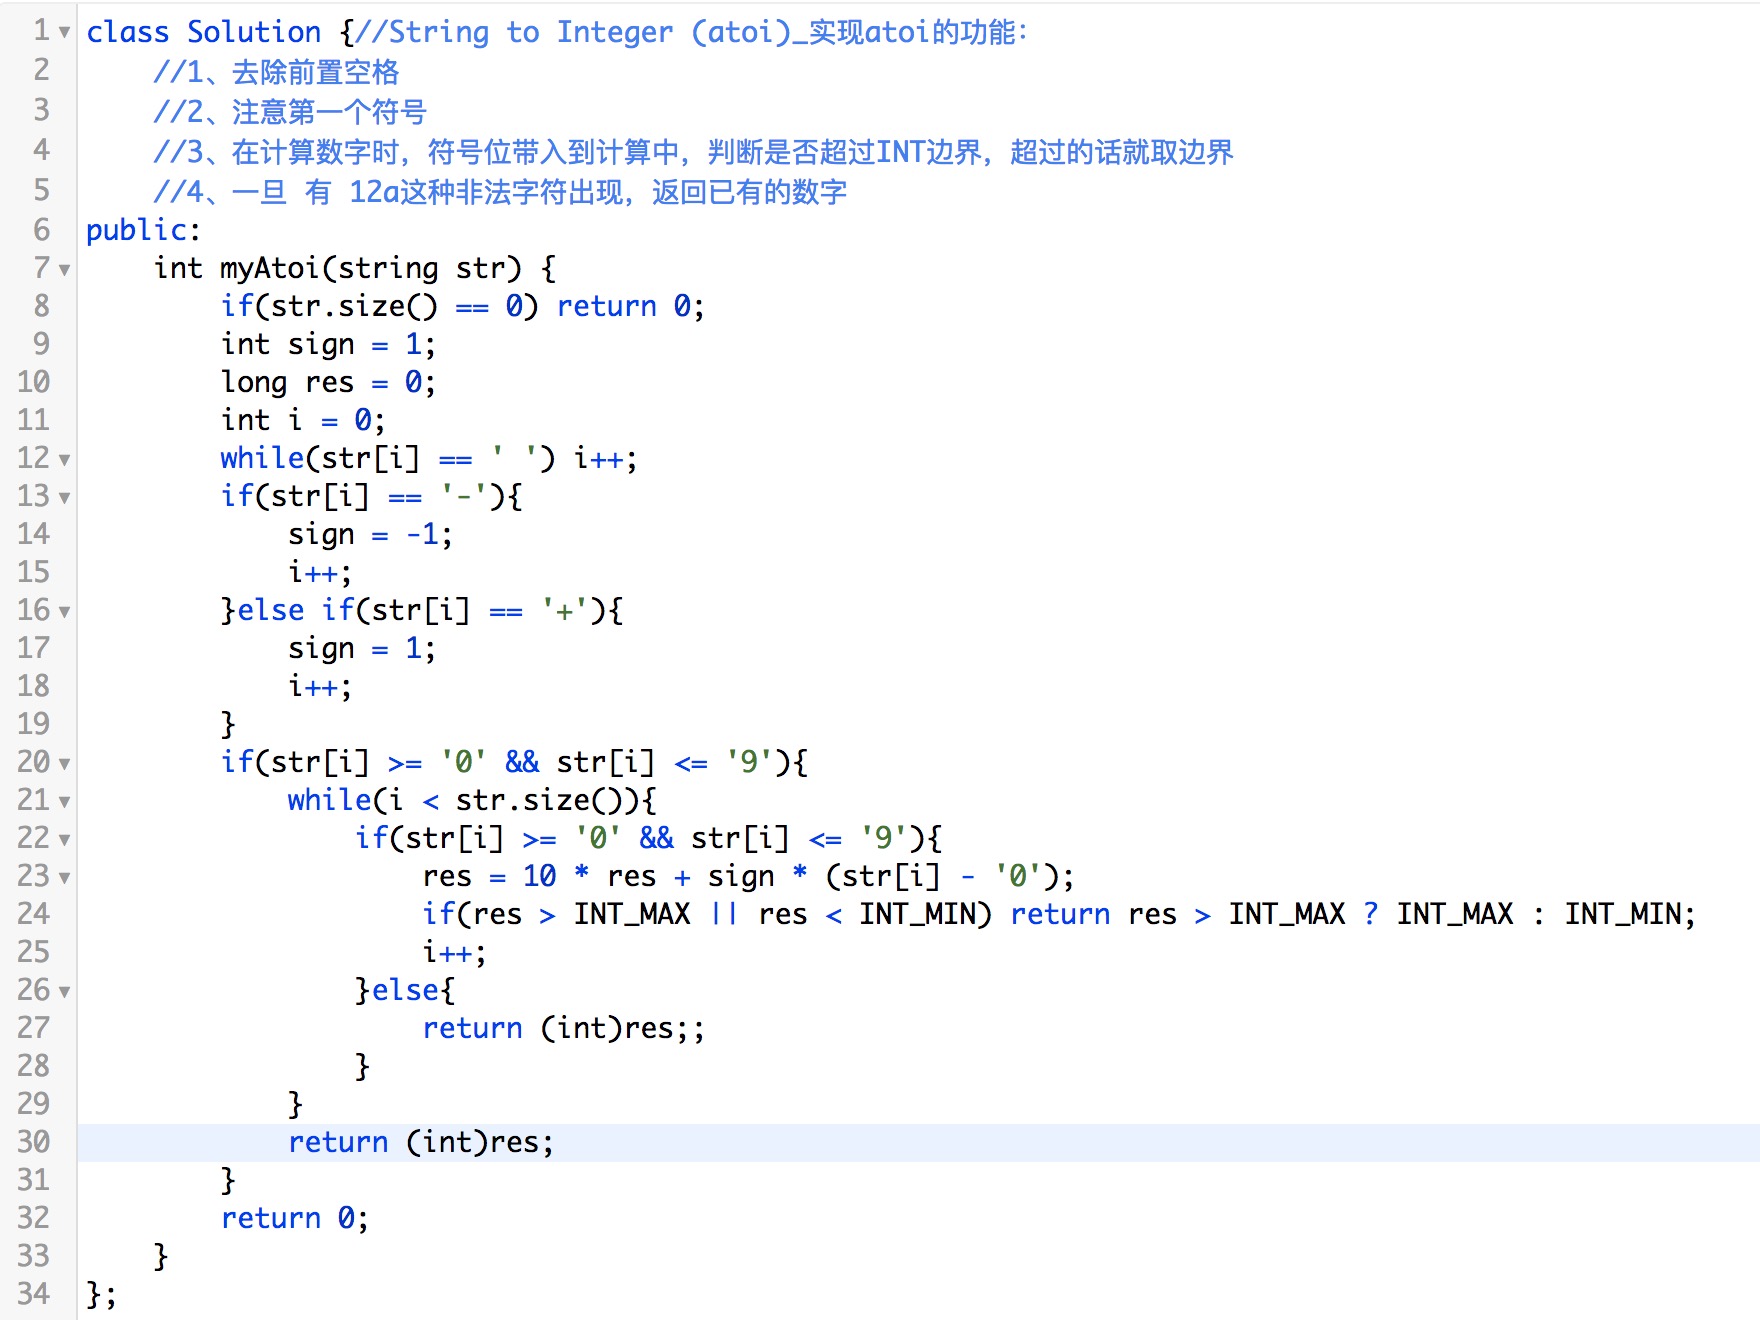 1 class Solution {//String to Integer (atoi)_实现atoi的功能：
2     //1、去除前置空格
3     //2、注意第一个符号
4     //3、在计算数字时，符号位带入到计算中，判断是否超过INT边界，超过的话就取边界
5     //4、一旦 有 12a这种非法字符出现，返回已有的数字
6 public:
7     int myAtoi(string str) {
8         if(str.size() == 0) return 0;
9         int sign = 1;
10         long res = 0;
11         int i = 0;
12         while(str[i] == ' ') i++;
13         if(str[i] == '-'){
14             sign = -1;
15             i++;
16         }else if(str[i] == '+'){
17             sign = 1;
18             i++;
19         }
20         if(str[i] >= '0' && str[i] <= '9'){
21             while(i < str.size()){
22                 if(str[i] >= '0' && str[i] <= '9'){
23                     res = 10 * res + sign * (str[i] - '0');
24                     if(res > INT_MAX || res < INT_MIN) return res > INT_MAX ? INT_MAX : INT_MIN;
25                     i++;
26                 }else{
27                     return (int)res;;
28                 }
29             }
30             return (int)res;
31         }
32         return 0;
33     }
34 };